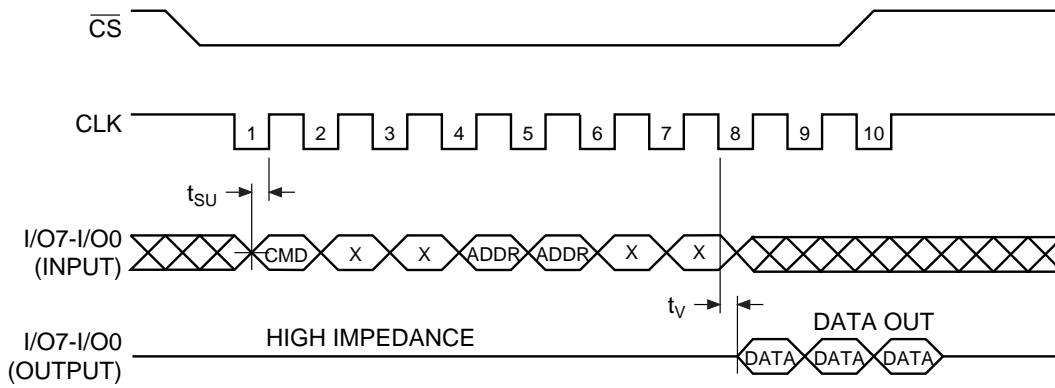 CS
CLK
1 2 3 4 5 6 7 8 9 10
tSU
I/O7-I/O0
(INPUT)
CMD X X ADDR ADDR X X
tV
I/O7-I/O0
(OUTPUT)
HIGH IMPEDANCE
DATA OUT
DATA DATA DATA